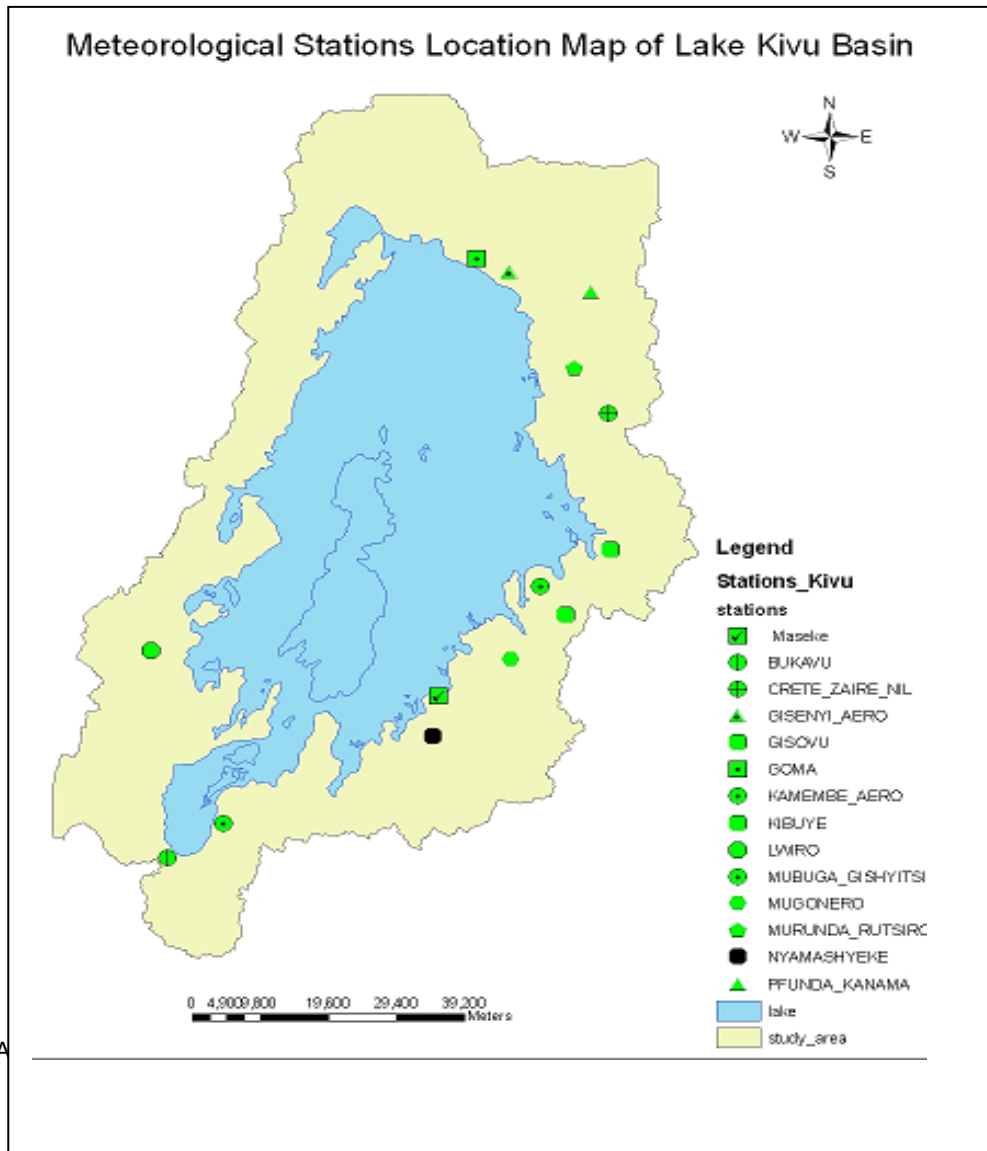 Meteorological Stations Location Map of Lake Kivu Basin
N
W E
S
Legend
Stations_Kivu
stations
Maseke
BUKAVU
CRETE_ZAIRE_NIL
GISENYI_AERO
GISOVU
GOMA
KAMEMBE_AERO
KIBUYE
LWIRO
MUBUGA_GISHYITSI
MUGONERO
MURUNDA_RUTSIRO
NYAMASHYEKE
PFUNDA_KANAMA
lake
study_area
0 4,9009,800 19,600 29,400 39,200
Meters
A